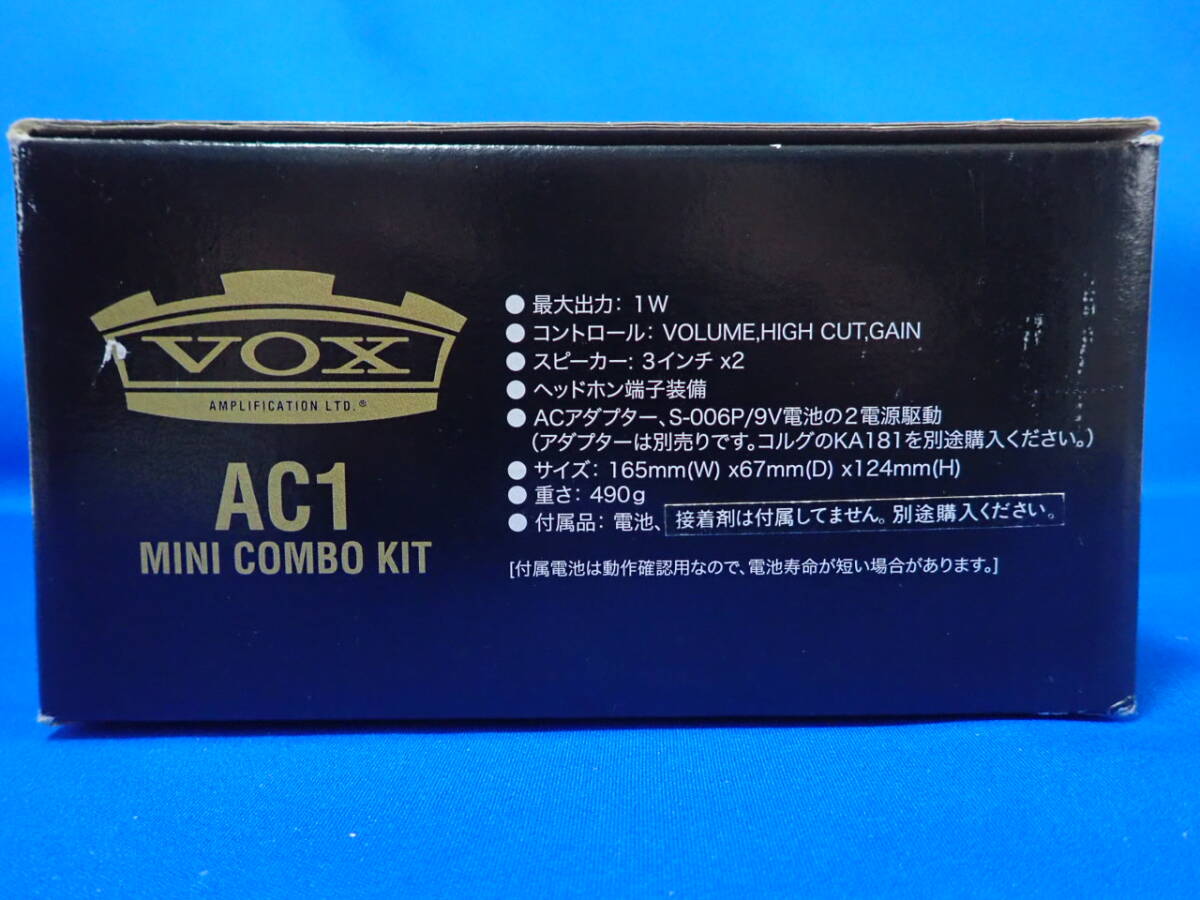 VOX
AMPLIFICATION LTD.®
AC1
MINI COMBO KIT
● 最大出力: 1W
● コントロール: VOLUME,HIGH CUT,GAIN
● スピーカー: 3インチ x2
● ヘッドホン端子装備
● ACアダプター、S-006P/9V電池の2電源駆動
(アダプターは別売りです。コルグのKA181を別途購入ください。)
● サイズ: 165mm(W) x67mm(D) x124mm(H)
● 重さ: 490g
● 付属品: 電池、接着剤は付属してません。別途購入ください。
[付属電池は動作確認用なので、電池寿命が短い場合があります。]